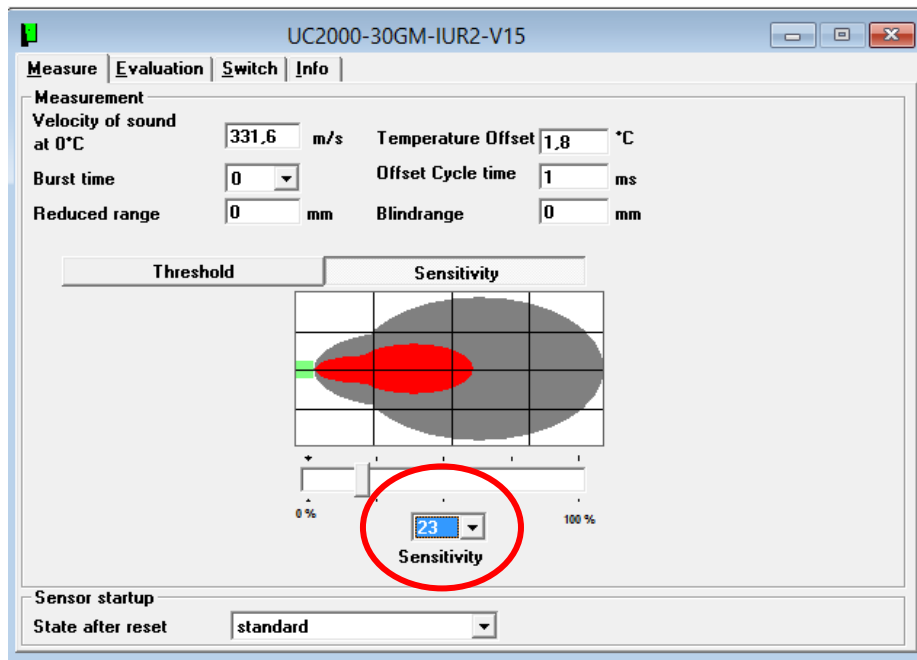 UC2000-30GM-IUR2-V15
Measure Evaluation Switch Info
Measurement
Velocity of sound
at 0°C 331,6 m/s Temperature Offset 1,8 °C
Burst time 0 Offset Cycle time 1 ms
Reduced range 0 mm Blindrange 0 mm
Threshold Sensitivity
0 % 100 %
23
Sensitivity
Sensor startup
State after reset standard